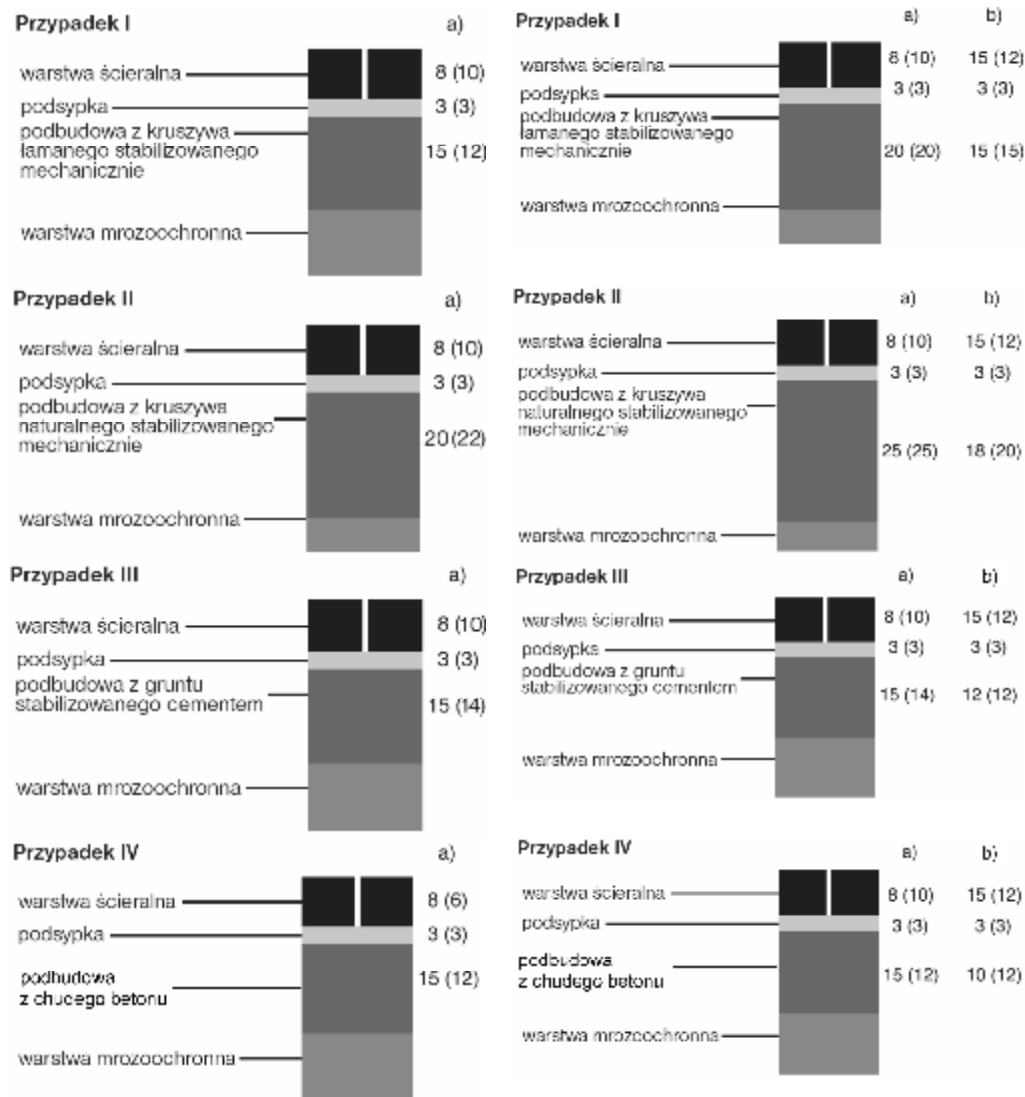 Przypadek I a)
warstwa ścieralna 8 (10)
podsypka 3 (3)
podbudowa z kruszywa
łamanego stabilizowanego 15 (12)
mechanicznie
warstwa mrozoochronna
Przypadek II a)
warstwa ścieralna 8 (10)
podsypka 3 (3)
podbudowa z kruszywa
naturalnego stabilizowanego
mechanicznie 20 (22)
warstwa mrozoochronna
Przypadek III a)
warstwa ścieralna 8 (10)
podsypka 3 (3)
podbudowa z gruntu
stabilizowanego cementem 15 (14)
warstwa mrozoochronna
Przypadek IV a)
warstwa ścieralna 8 (6)
podsypka 3 (3)
podbudowa 15 (12)
z chudego betonu
warstwa mrozoochronna
Przypadek I a) b)
warstwa ścieralna 8 (10) 15 (12)
podsypka 3 (3) 3 (3)
podbudowa z kruszywa
łamanego stabilizowanego
mechanicznie 20 (20) 15 (15)
warstwa mrozoochronna
Przypadek II a) b)
warstwa ścieralna 8 (10) 15 (12)
podsypka 3 (3) 3 (3)
podbudowa z kruszywa
naturalnego stabilizowanego
mechanicznie
25 (25) 18 (20)
warstwa mrozoochronna
Przypadek III a) b)
warstwa ścieralna 8 (10) 15 (12)
podsypka 3 (3) 3 (3)
podbudowa z gruntu
stabilizowanego cementem 15 (14) 12 (12)
warstwa mrozoochronna
Przypadek IV a) b)
warstwa ścieralna 8 (10) 15 (12)
podsypka 3 (3) 3 (3)
podbudowa
z chudego betonu 15 (12) 10 (12)
warstwa mrozoochronna